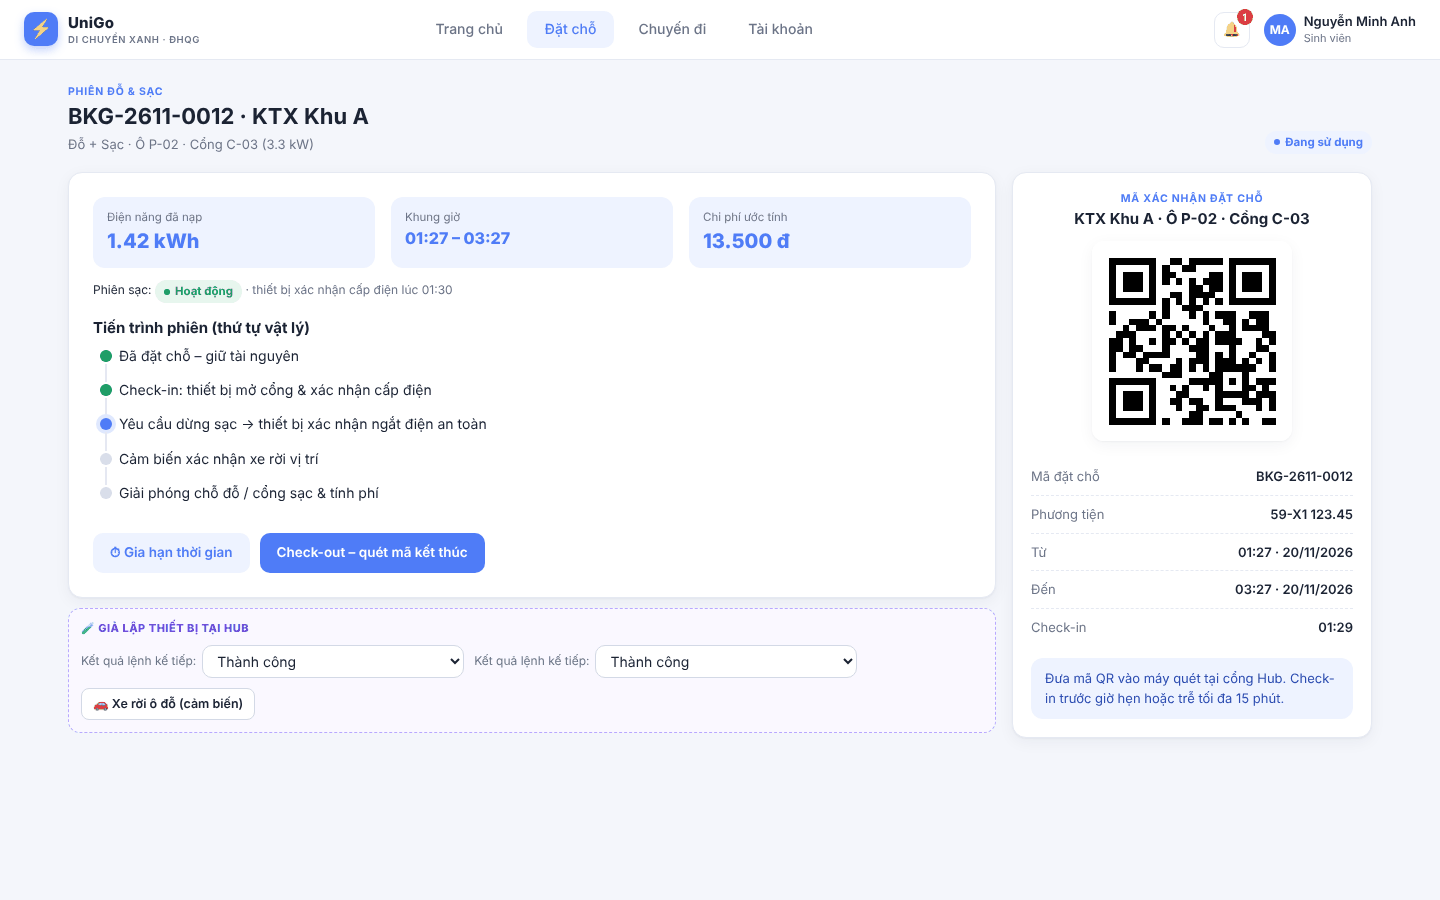 UniGo
DI CHUYỂN XANH · ĐHQG
Trang chủ
Đặt chỗ
Chuyến đi
Tài khoản
1
MA
Nguyễn Minh Anh
Sinh viên
PHIÊN ĐỖ & SẠC
BKG-2611-0012 · KTX Khu A
Đỗ + Sạc · Ô P-02 · Cổng C-03 (3.3 kW)
Đang sử dụng
Điện năng đã nạp
1.42 kWh
Khung giờ
01:27 – 03:27
Chi phí ước tính
13.500 đ
Phiên sạc: Hoạt động · thiết bị xác nhận cấp điện lúc 01:30
Tiến trình phiên (thứ tự vật lý)
Đã đặt chỗ – giữ tài nguyên
Check-in: thiết bị mở cổng & xác nhận cấp điện
Yêu cầu dừng sạc → thiết bị xác nhận ngắt điện an toàn
Cảm biến xác nhận xe rời vị trí
Giải phóng chỗ đỗ / cổng sạc & tính phí
⏱ Gia hạn thời gian
Check-out – quét mã kết thúc
🧪 GIẢ LẬP THIẾT BỊ TẠI HUB
Kết quả lệnh kế tiếp: Thành công
Kết quả lệnh kế tiếp: Thành công
🚗 Xe rời ô đỗ (cảm biến)
MÃ XÁC NHẬN ĐẶT CHỖ
KTX Khu A · Ô P-02 · Cổng C-03
Mã đặt chỗ BKG-2611-0012
Phương tiện 59-X1 123.45
Từ 01:27 · 20/11/2026
Đến 03:27 · 20/11/2026
Check-in 01:29
Đưa mã QR vào máy quét tại cổng Hub. Check-
in trước giờ hẹn hoặc trễ tối đa 15 phút.